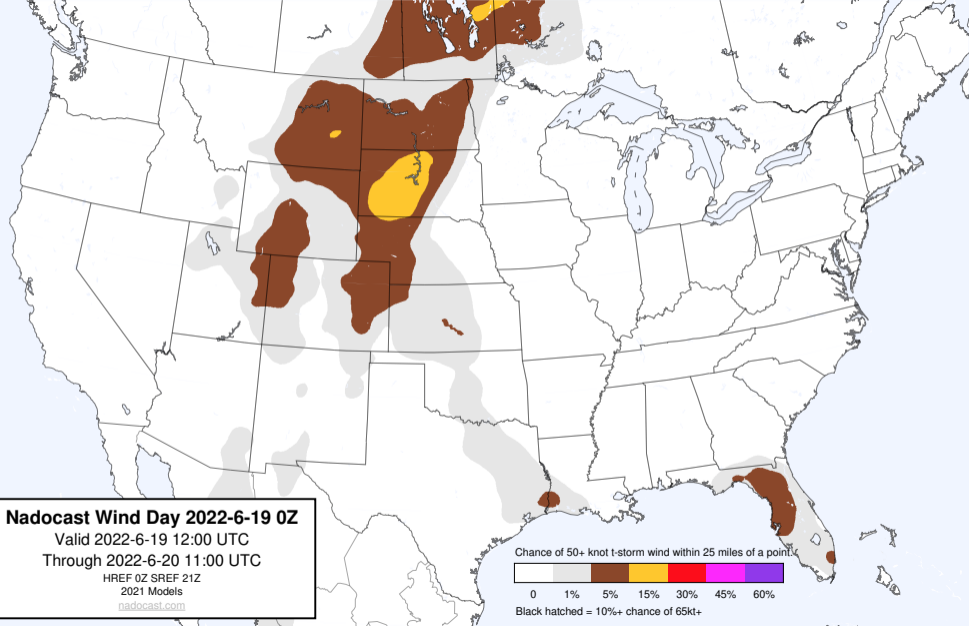 Nadocast Wind Day 2022-6-19 0Z
Valid 2022-6-19 12:00 UTC
Through 2022-6-20 11:00 UTC
HREF 0Z SREF 21Z
2021 Models
nadocast.com
Chance of 50+ knot t-storm wind within 25 miles of a point.
0 1% 5% 15% 30% 45% 60%
Black hatched = 10%+ chance of 65kt+